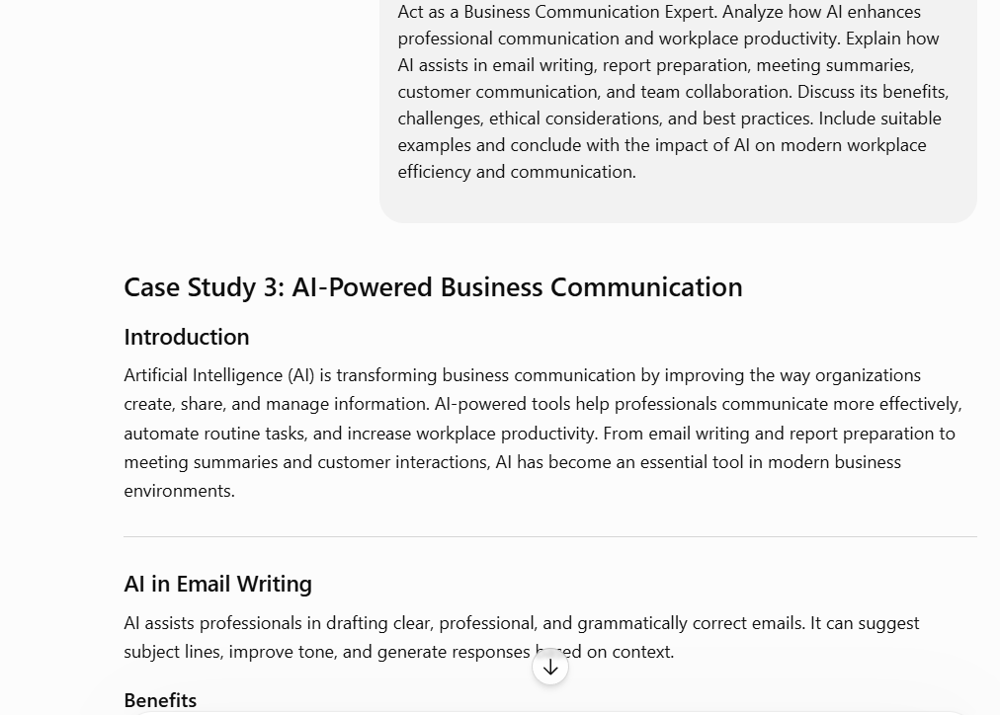 Act as a Business Communication Expert. Analyze how AI enhances
professional communication and workplace productivity. Explain how
AI assists in email writing, report preparation, meeting summaries,
customer communication, and team collaboration. Discuss its benefits,
challenges, ethical considerations, and best practices. Include suitable
examples and conclude with the impact of AI on modern workplace
efficiency and communication.
Case Study 3: AI-Powered Business Communication
Introduction
Artificial Intelligence (AI) is transforming business communication by improving the way organizations
create, share, and manage information. AI-powered tools help professionals communicate more effectively,
automate routine tasks, and increase workplace productivity. From email writing and report preparation to
meeting summaries and customer interactions, AI has become an essential tool in modern business
environments.
AI in Email Writing
AI assists professionals in drafting clear, professional, and grammatically correct emails. It can suggest
subject lines, improve tone, and generate responses based on context.
Benefits